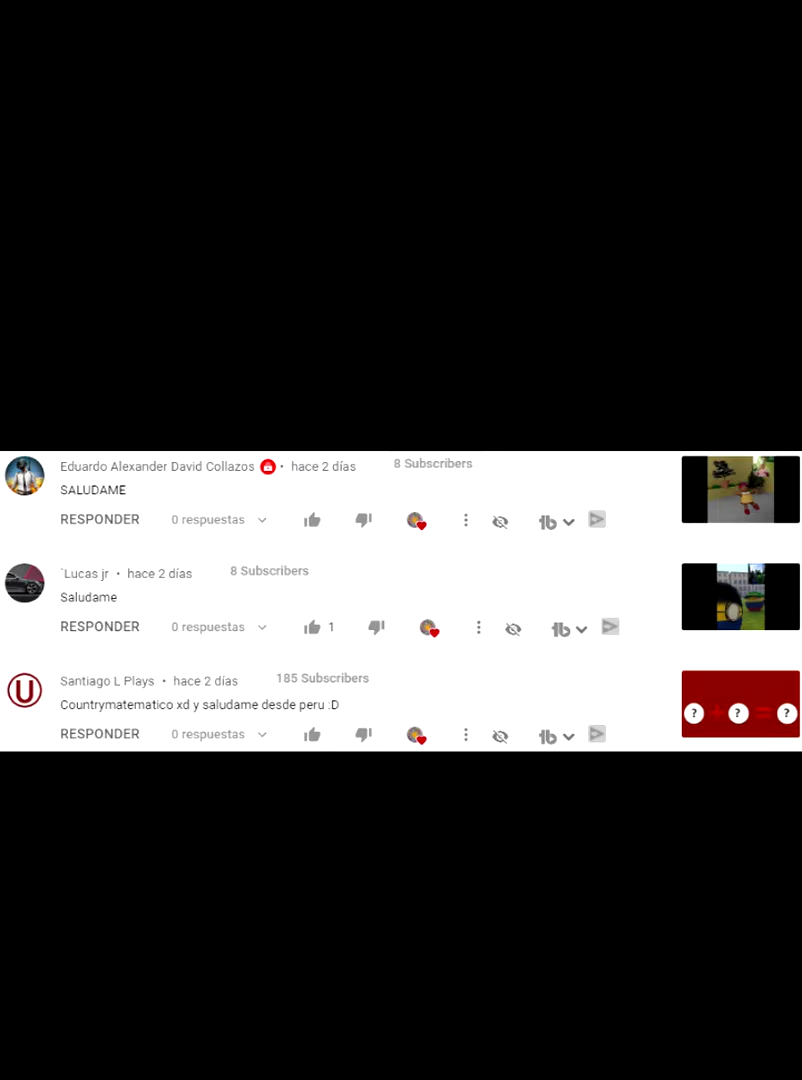 Eduardo Alexander David Collazos • hace 2 días 8 Subscribers
SALUDAME
RESPONDER 0 respuestas
`Lucas jr • hace 2 días 8 Subscribers
Saludame
RESPONDER 0 respuestas 1
U Santiago L Plays • hace 2 días 185 Subscribers
Countrymatematico xd y saludame desde peru :D
? + ? = ?
RESPONDER 0 respuestas